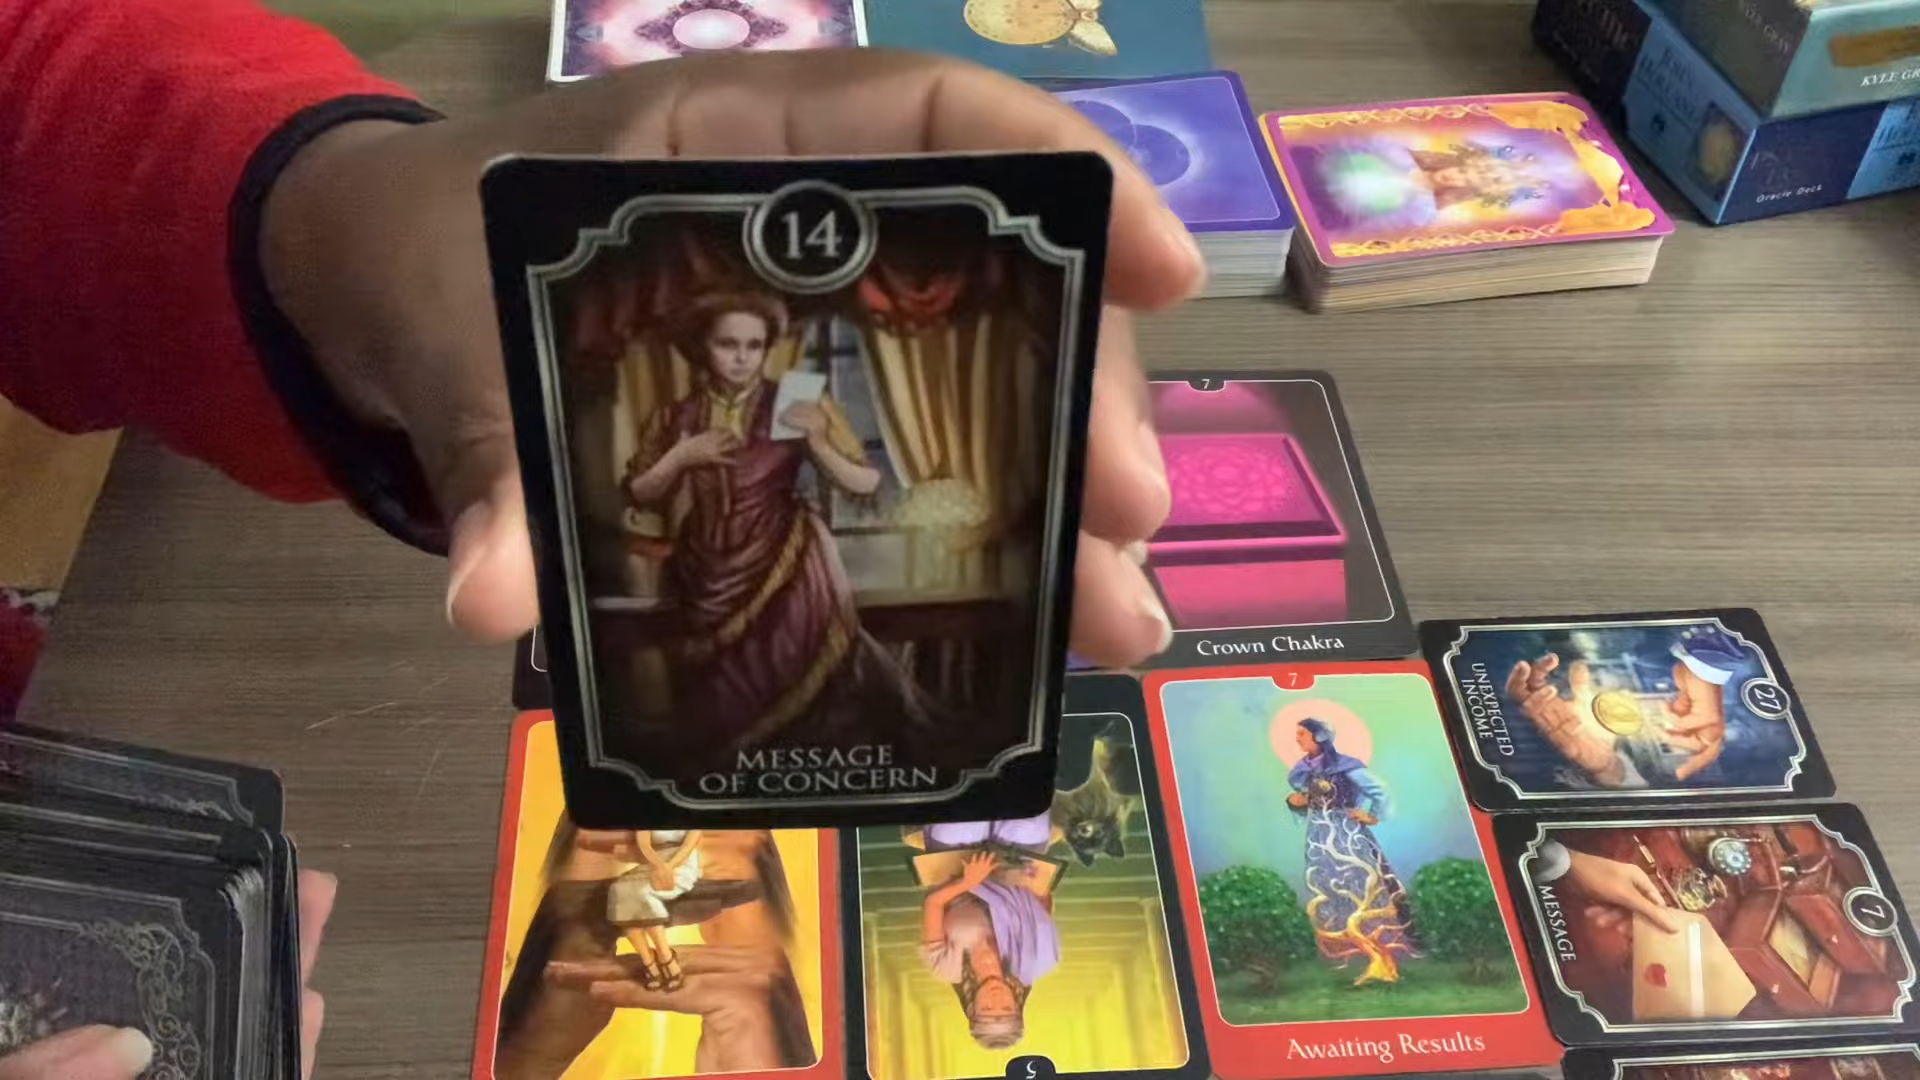 KYLE GR
Oracle Deck
14
7
Crown Chakra
MESSAGE
OF CONCERN
7
27
UNEXPECTED
INCOME
7
MESSAGE
5
Awaiting Results